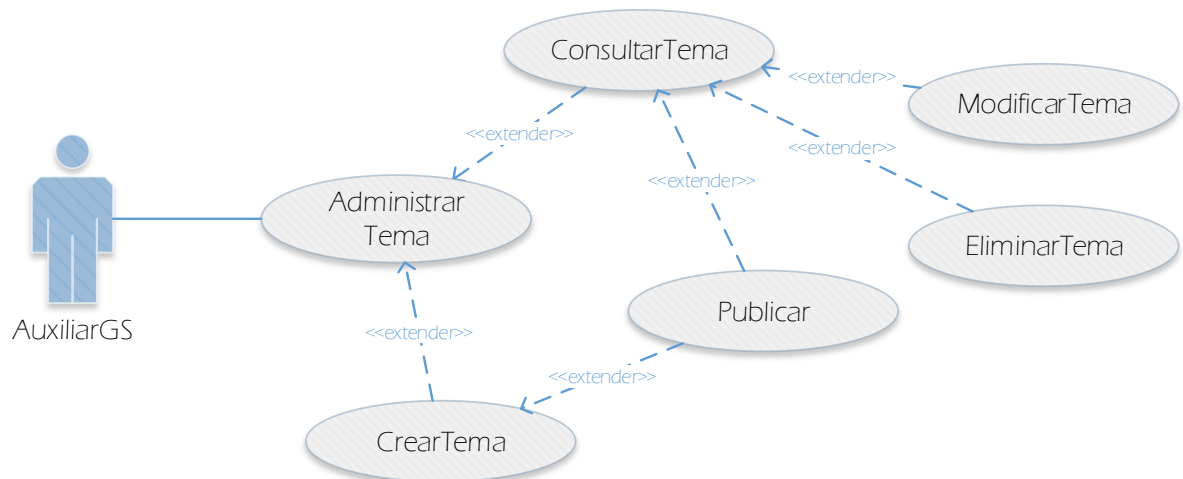 ConsultarTema
<<extender>>
ModificarTema
<<extender>>
<<extender>>
<<extender>>
Administrar
Tema
EliminarTema
Publicar
AuxiliarGS
<<extender>>
<<extender>>
CrearTema